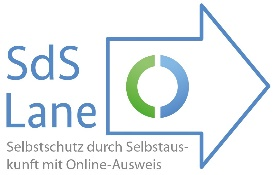 SdS
Lane
Selbstschutz durch Selbstaus-
kunft mit Online-Ausweis